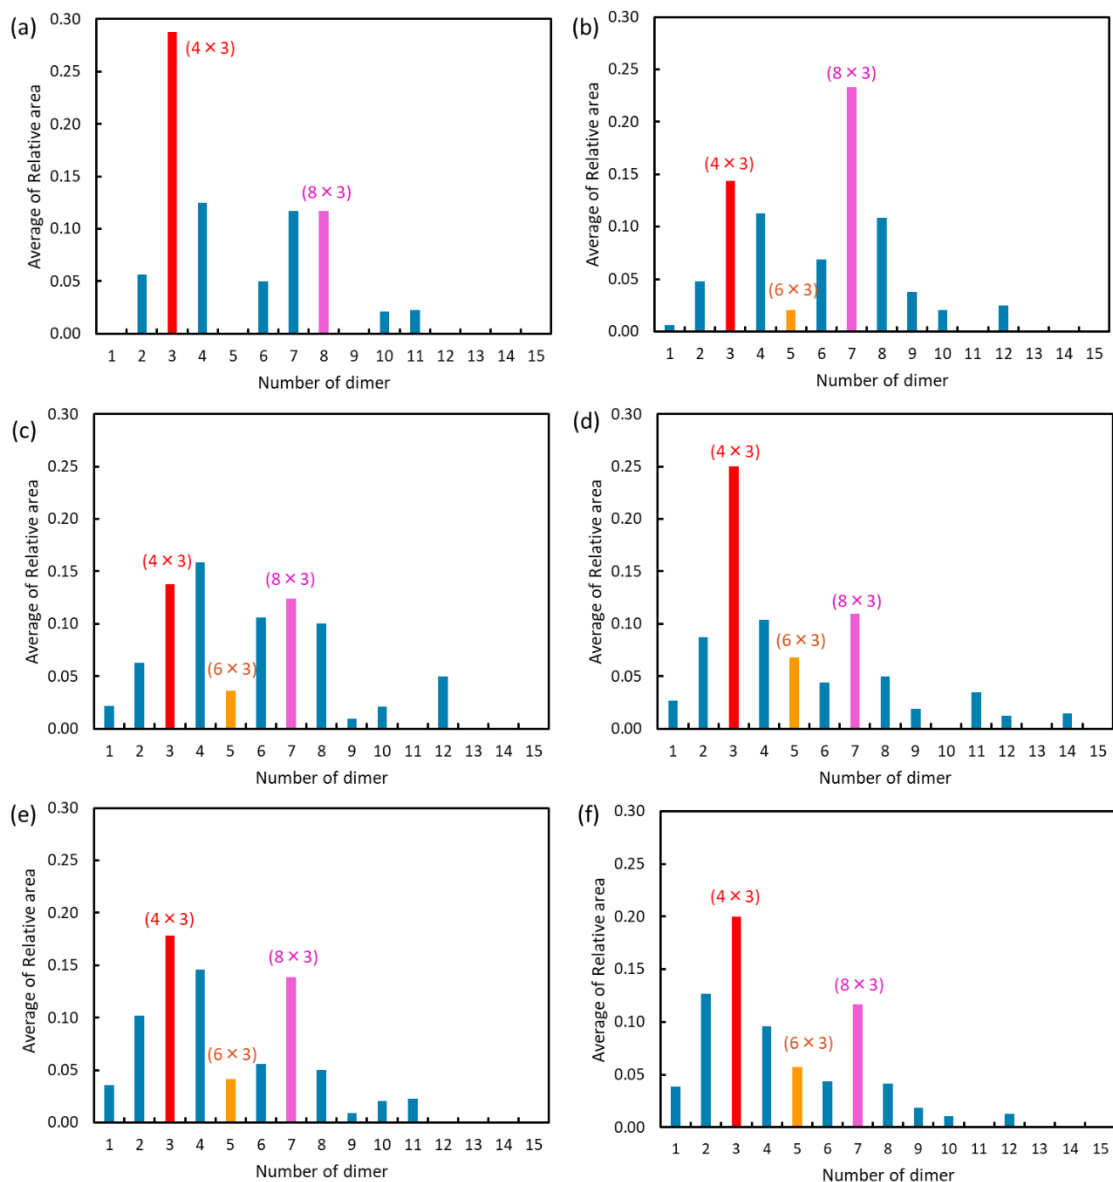 (a)
0.30
0.25
0.20
0.15
0.10
0.05
0.00
Average of Relative area
(4 × 3)
(8 × 3)
1 2 3 4 5 6 7 8 9 10 11 12 13 14 15
Number of dimer
(b)
0.30
0.25
0.20
0.15
0.10
0.05
0.00
Average of Relative area
(8 × 3)
(4 × 3)
(6 × 3)
1 2 3 4 5 6 7 8 9 10 11 12 13 14 15
Number of dimer
(c)
0.30
0.25
0.20
0.15
0.10
0.05
0.00
Average of Relative area
(4 × 3)
(8 × 3)
(6 × 3)
1 2 3 4 5 6 7 8 9 10 11 12 13 14 15
Number of dimer
(d)
0.30
0.25
0.20
0.15
0.10
0.05
0.00
Average of Relative area
(4 × 3)
(8 × 3)
(6 × 3)
1 2 3 4 5 6 7 8 9 10 11 12 13 14 15
Number of dimer
(e)
0.30
0.25
0.20
0.15
0.10
0.05
0.00
Average of Relative area
(4 × 3)
(8 × 3)
(6 × 3)
1 2 3 4 5 6 7 8 9 10 11 12 13 14 15
Number of dimer
(f)
0.30
0.25
0.20
0.15
0.10
0.05
0.00
Average of Relative area
(4 × 3)
(8 × 3)
(6 × 3)
1 2 3 4 5 6 7 8 9 10 11 12 13 14 15
Number of dimer